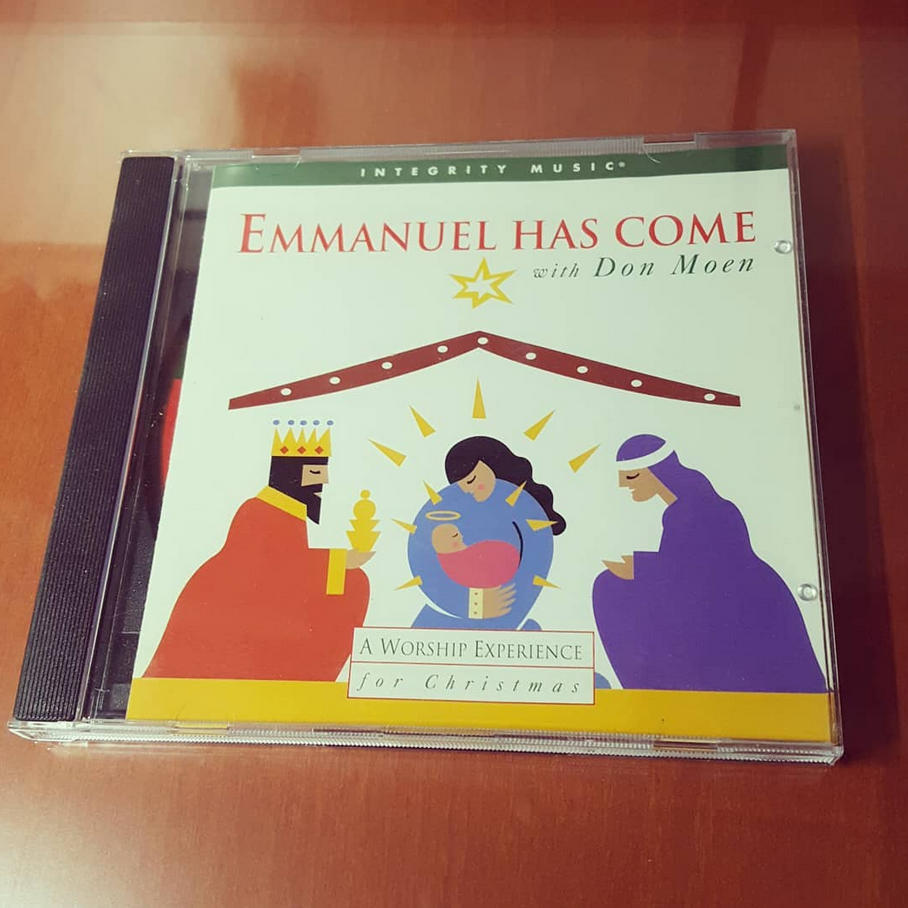 INTEGRITY MUSIC®
EMMANUEL HAS COME
with Don Moen
A WORSHIP EXPERIENCE
for Christmas